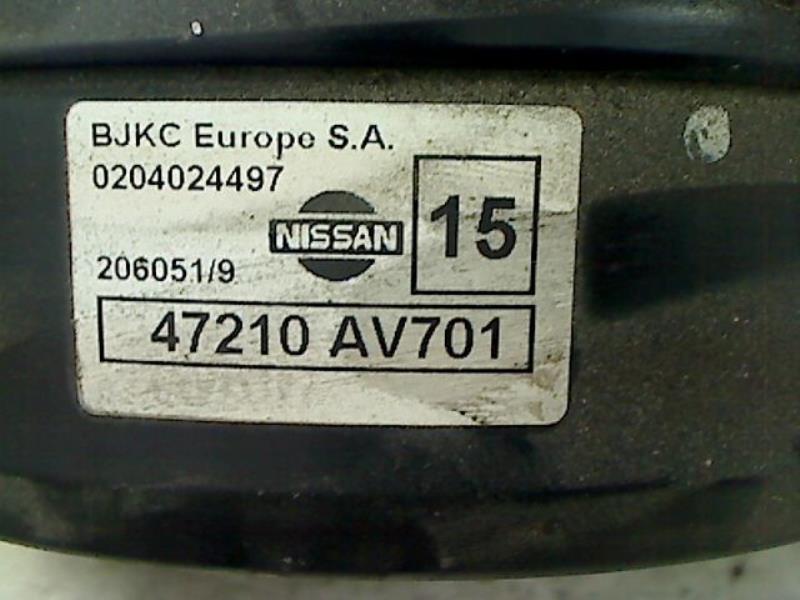 BJKC Europe S.A.
0204024497
NISSAN
15
206051/9
47210 AV701